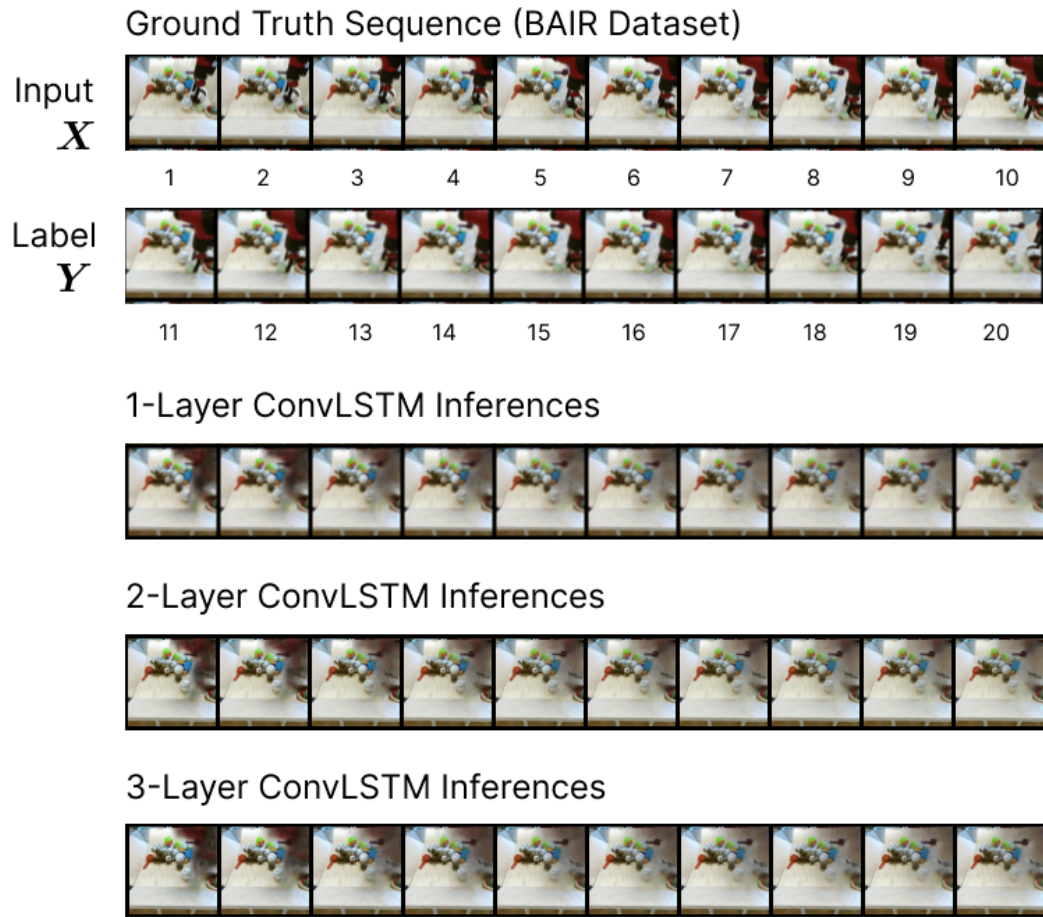 Ground Truth Sequence (BAIR Dataset)
Input
X
1 2 3 4 5 6 7 8 9 10
Label
Y
11 12 13 14 15 16 17 18 19 20
1-Layer ConvLSTM Inferences
2-Layer ConvLSTM Inferences
3-Layer ConvLSTM Inferences